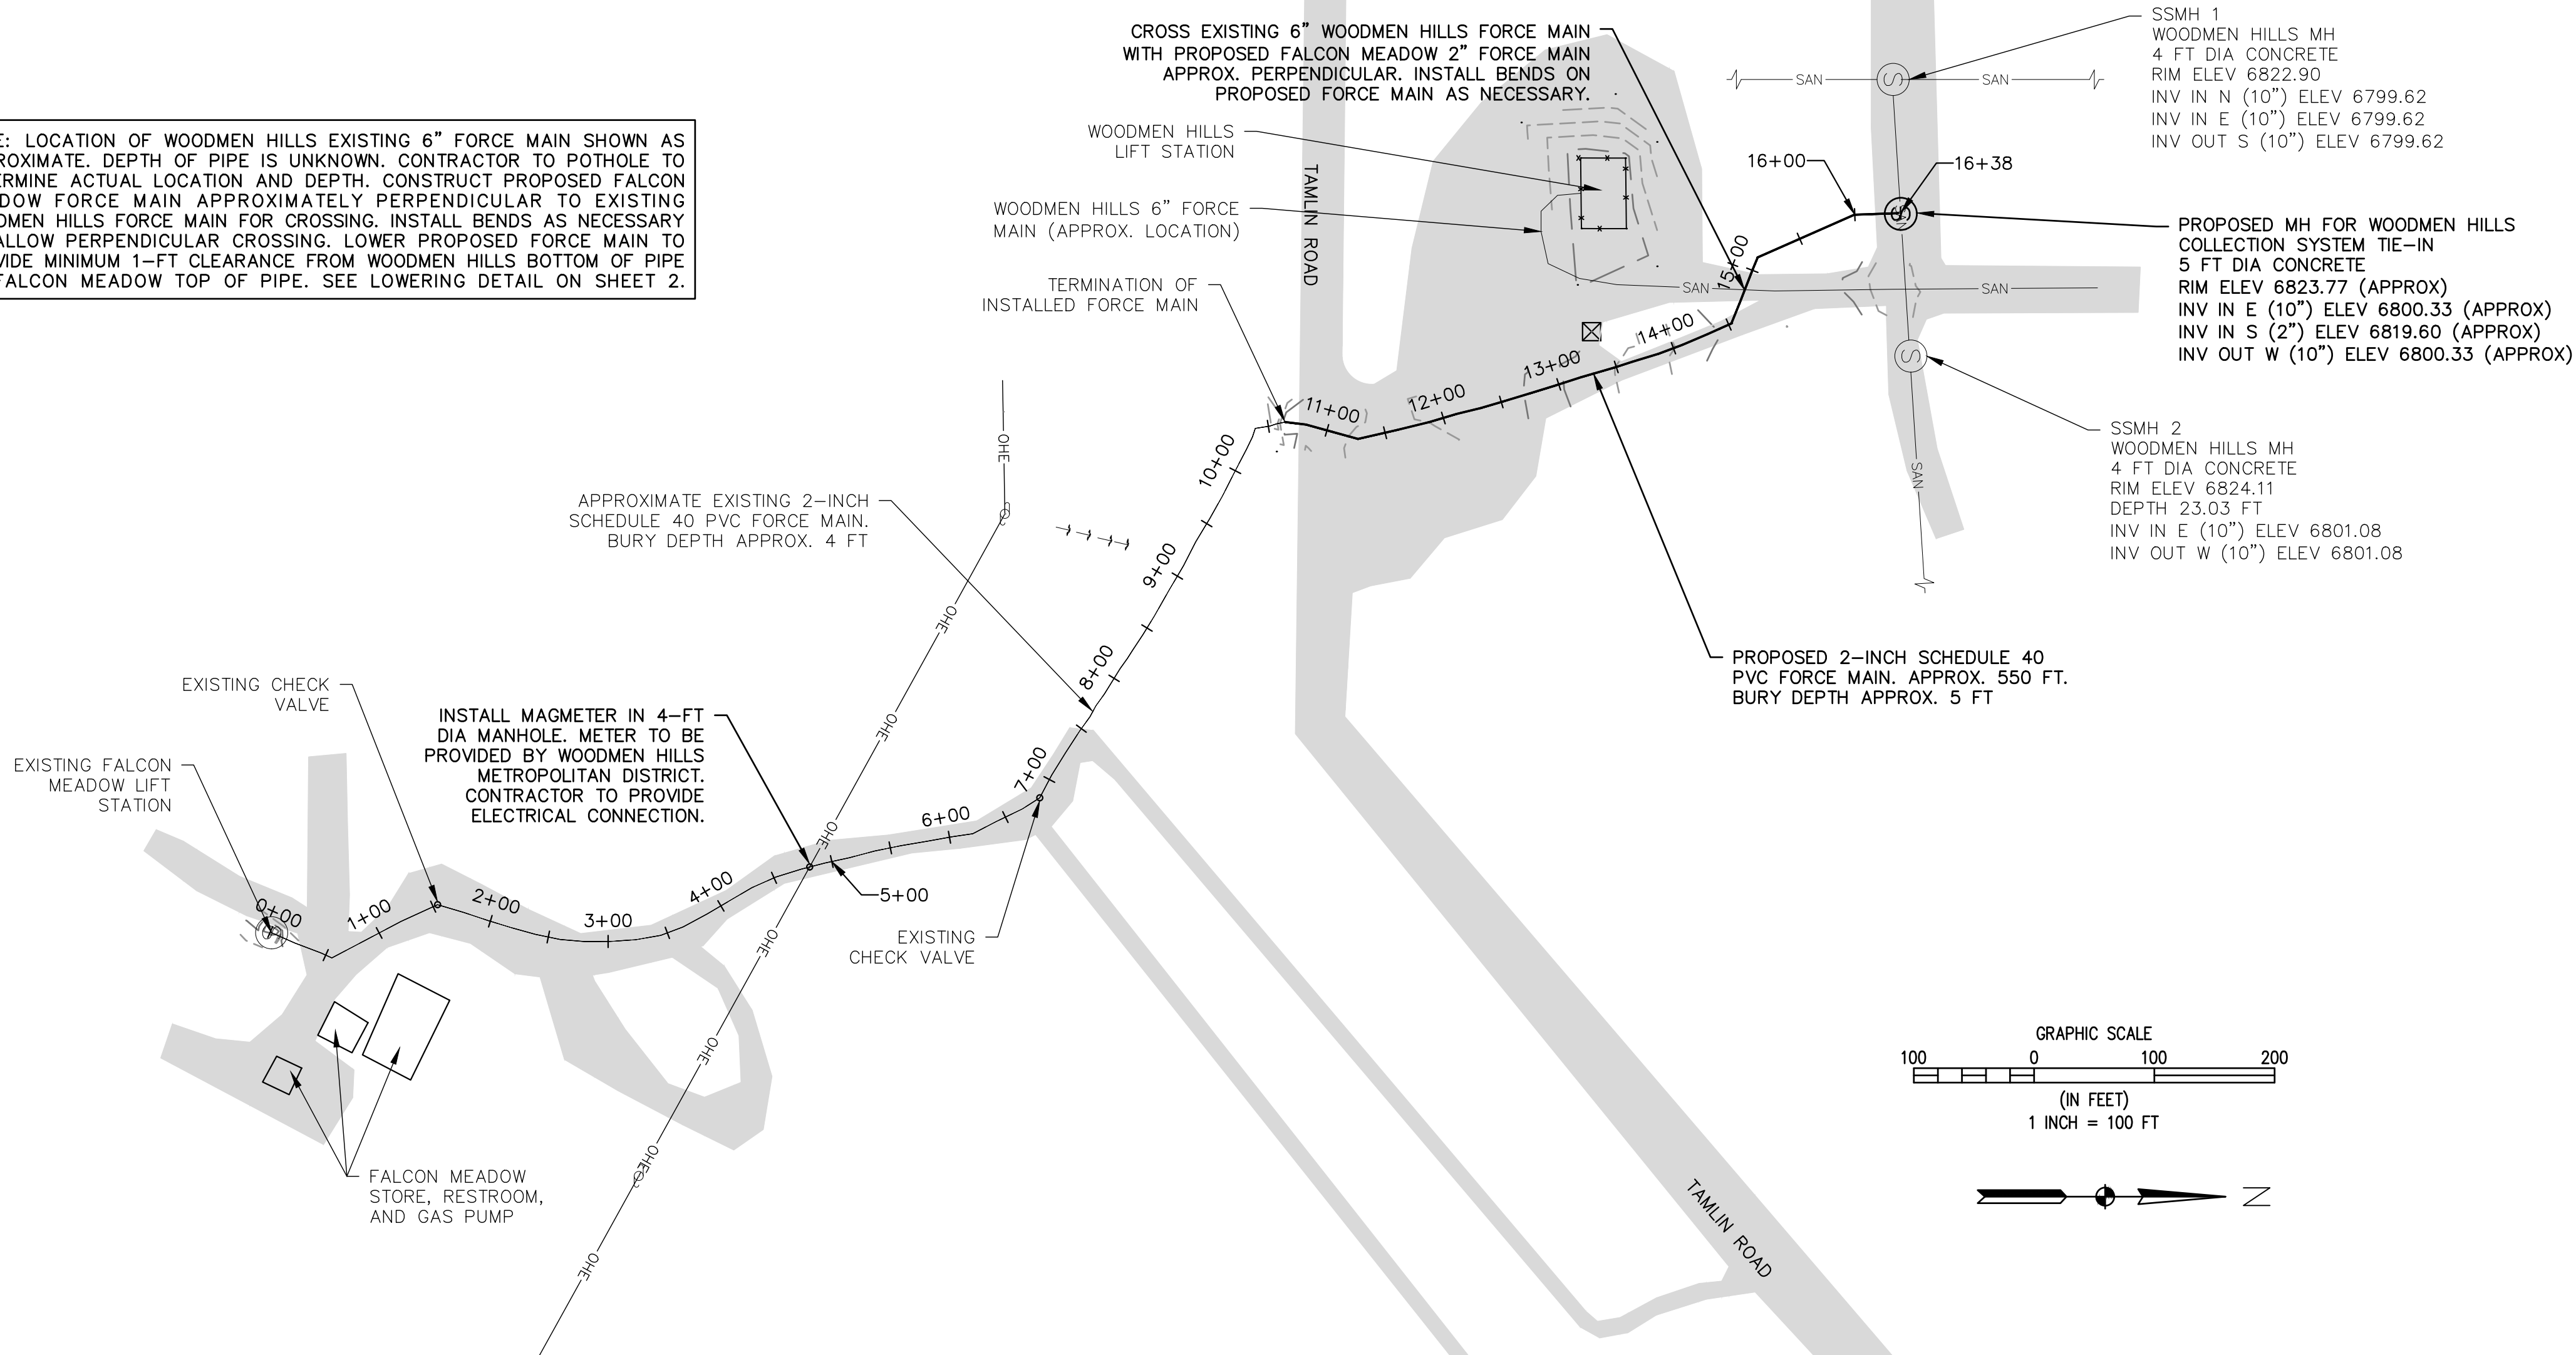 CROSS EXISTING 6" WOODMEN HILLS FORCE MAIN
WITH PROPOSED FALCON MEADOW 2" FORCE MAIN
APPROX. PERPENDICULAR. INSTALL BENDS ON
PROPOSED FORCE MAIN AS NECESSARY.
SSMH 1
WOODMEN HILLS MH
4 FT DIA CONCRETE
RIM ELEV 6822.90
INV IN N (10") ELEV 6799.62
INV IN E (10") ELEV 6799.62
INV OUT S (10") ELEV 6799.62
SAN
S
SAN
E: LOCATION OF WOODMEN HILLS EXISTING 6" FORCE MAIN SHOWN AS
ROXIMATE. DEPTH OF PIPE IS UNKNOWN. CONTRACTOR TO POTHOLE TO
ERMINE ACTUAL LOCATION AND DEPTH. CONSTRUCT PROPOSED FALCON
DOW FORCE MAIN APPROXIMATELY PERPENDICULAR TO EXISTING
DMEN HILLS FORCE MAIN FOR CROSSING. INSTALL BENDS AS NECESSARY
ALLOW PERPENDICULAR CROSSING. LOWER PROPOSED FORCE MAIN TO
VIDE MINIMUM 1-FT CLEARANCE FROM WOODMEN HILLS BOTTOM OF PIPE
FALCON MEADOW TOP OF PIPE. SEE LOWERING DETAIL ON SHEET 2.
WOODMEN HILLS
LIFT STATION
WOODMEN HILLS 6" FORCE
MAIN (APPROX. LOCATION)
TERMINATION OF
INSTALLED FORCE MAIN
TAMLIN ROAD
16+00
16+38
PROPOSED MH FOR WOODMEN HILLS
COLLECTION SYSTEM TIE-IN
5 FT DIA CONCRETE
RIM ELEV 6823.77 (APPROX)
INV IN E (10") ELEV 6800.33 (APPROX)
INV IN S (2") ELEV 6819.60 (APPROX)
INV OUT W (10") ELEV 6800.33 (APPROX)
15+00
SAN
SAN
14+00
13+00
12+00
11+00
10+00
S
SSMH 2
WOODMEN HILLS MH
4 FT DIA CONCRETE
RIM ELEV 6824.11
DEPTH 23.03 FT
INV IN E (10") ELEV 6801.08
INV OUT W (10") ELEV 6801.08
SAN
OHE
APPROXIMATE EXISTING 2-INCH
SCHEDULE 40 PVC FORCE MAIN.
BURY DEPTH APPROX. 4 FT
9+00
8+00
7+00
OHE
OHE
OHE
PROPOSED 2-INCH SCHEDULE 40
PVC FORCE MAIN. APPROX. 550 FT.
BURY DEPTH APPROX. 5 FT
EXISTING CHECK
VALVE
INSTALL MAGMETER IN 4-FT
DIA MANHOLE. METER TO BE
PROVIDED BY WOODMEN HILLS
METROPOLITAN DISTRICT.
CONTRACTOR TO PROVIDE
ELECTRICAL CONNECTION.
EXISTING FALCON
MEADOW LIFT
STATION
0+00
1+00
2+00
3+00
4+00
5+00
6+00
EXISTING
CHECK VALVE
OHE
OHE
OHE
OHE
FALCON MEADOW
STORE, RESTROOM,
AND GAS PUMP
TAMLIN ROAD
GRAPHIC SCALE
100 0 100 200
(IN FEET)
1 INCH = 100 FT
N